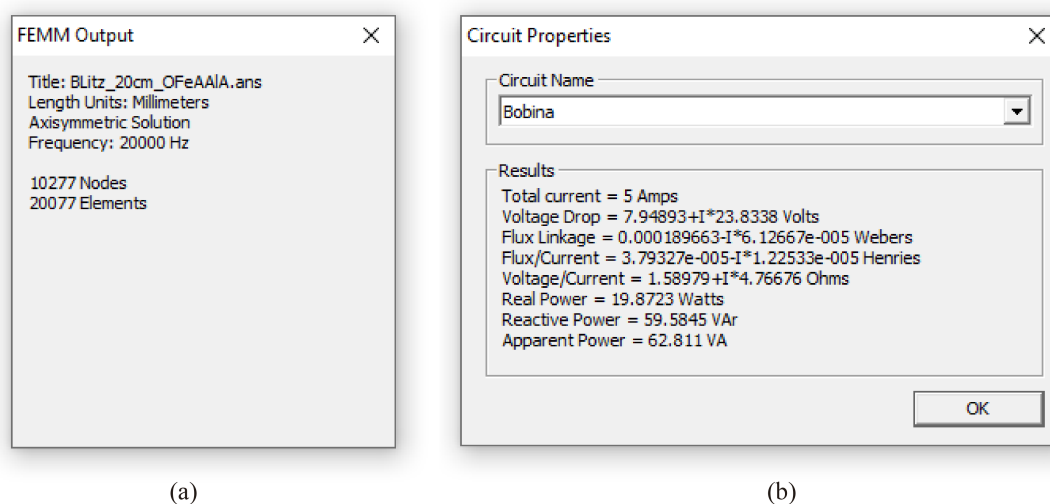 FEMM Output
Title: BLitz_20cm_OFeAAlA.ans
Length Units: Millimeters
Axisymmetric Solution
Frequency: 20000 Hz
10277 Nodes
20077 Elements
(a)
Circuit Properties
Circuit Name
Bobina
Results
Total current = 5 Amps
Voltage Drop = 7.94893+I*23.8338 Volts
Flux Linkage = 0.000189663-I*6.12667e-005 Webers
Flux/Current = 3.79327e-005-I*1.22533e-005 Henries
Voltage/Current = 1.58979+I*4.76676 Ohms
Real Power = 19.8723 Watts
Reactive Power = 59.5845 VAr
Apparent Power = 62.811 VA
OK
(b)